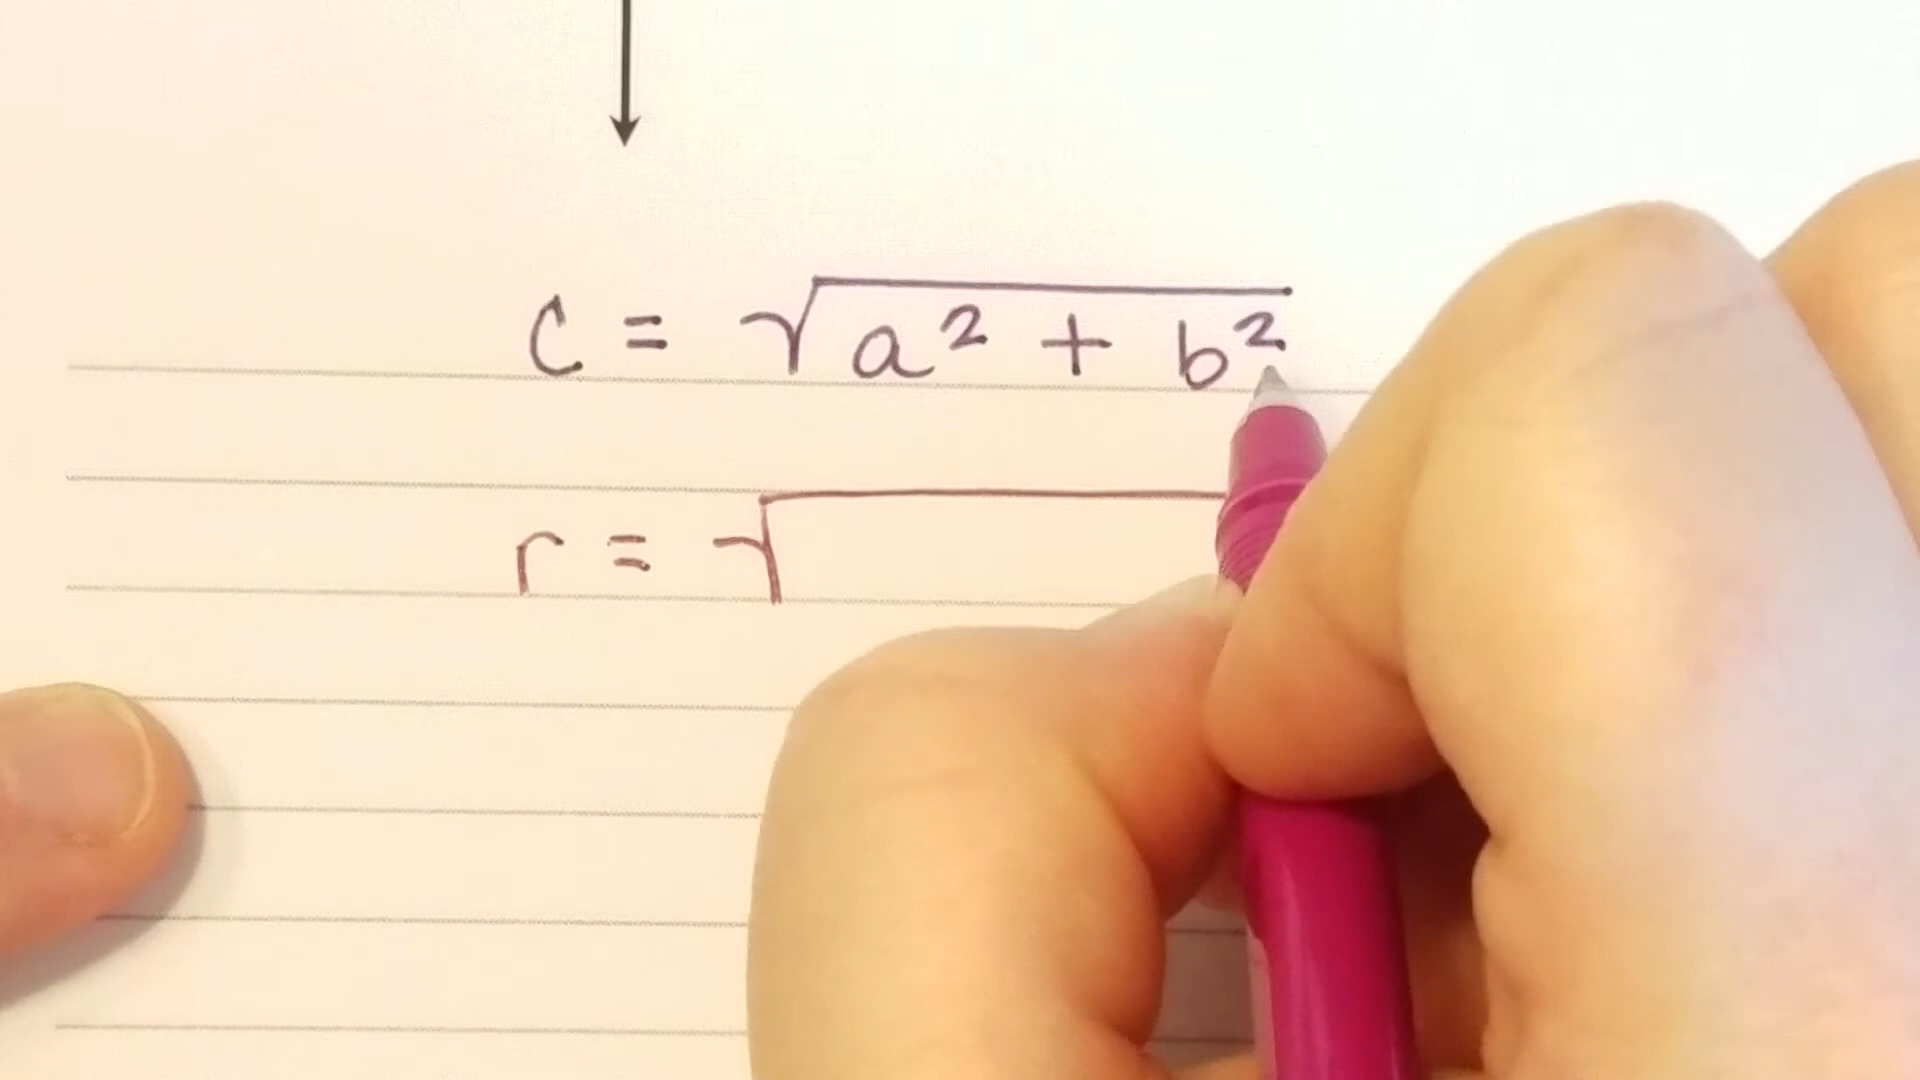 c = √a² + b²
r = √